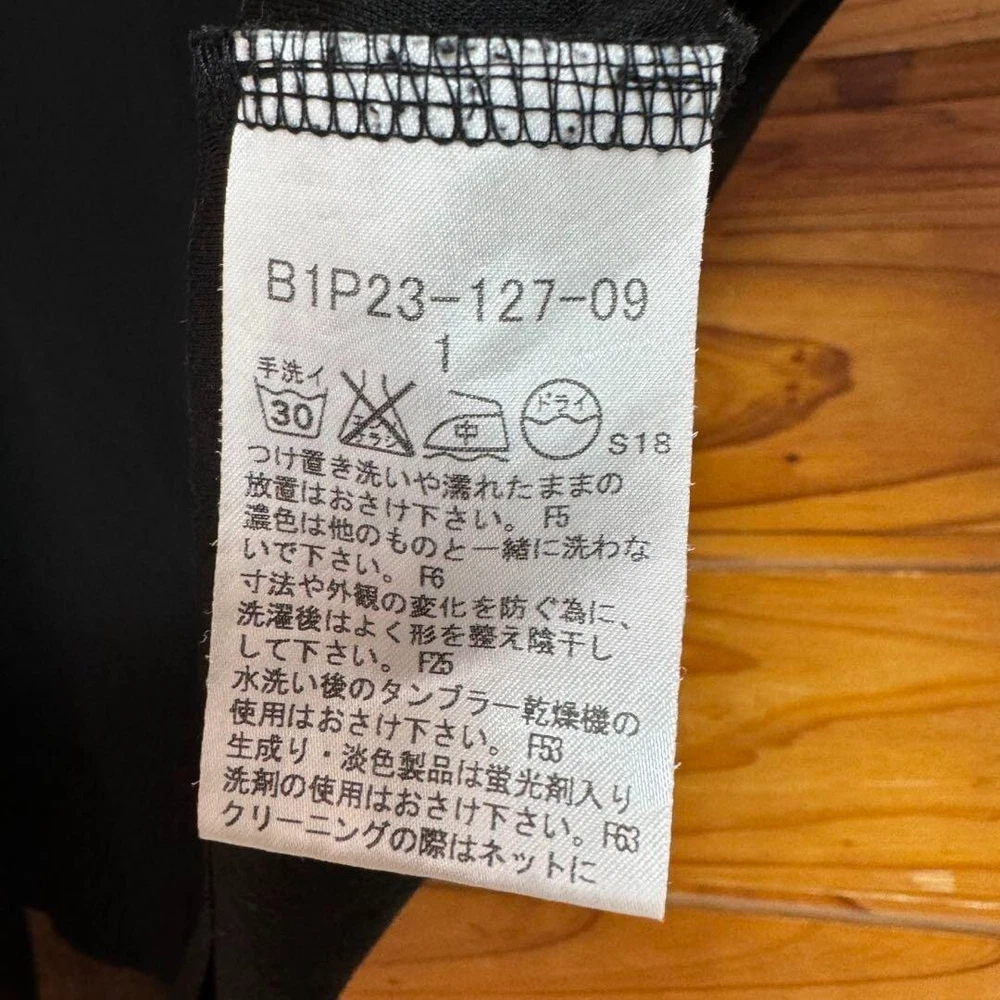 B1P23-127-09
1
手洗イ
30
エンソ
サラシ
中
ドライ
S18
つけ置き洗いや濡れたままの
放置はおさけ下さい。 F5
濃色は他のものと一緒に洗わな
いで下さい。 F6
寸法や外観の変化を防ぐ為に、
洗濯後はよく形を整え陰干し
して下さい。 F25
水洗い後のタンブラー乾燥機の
使用はおさけ下さい。 F53
生成り・淡色製品は蛍光剤入り
洗剤の使用はおさけ下さい。F63
クリーニングの際はネットに